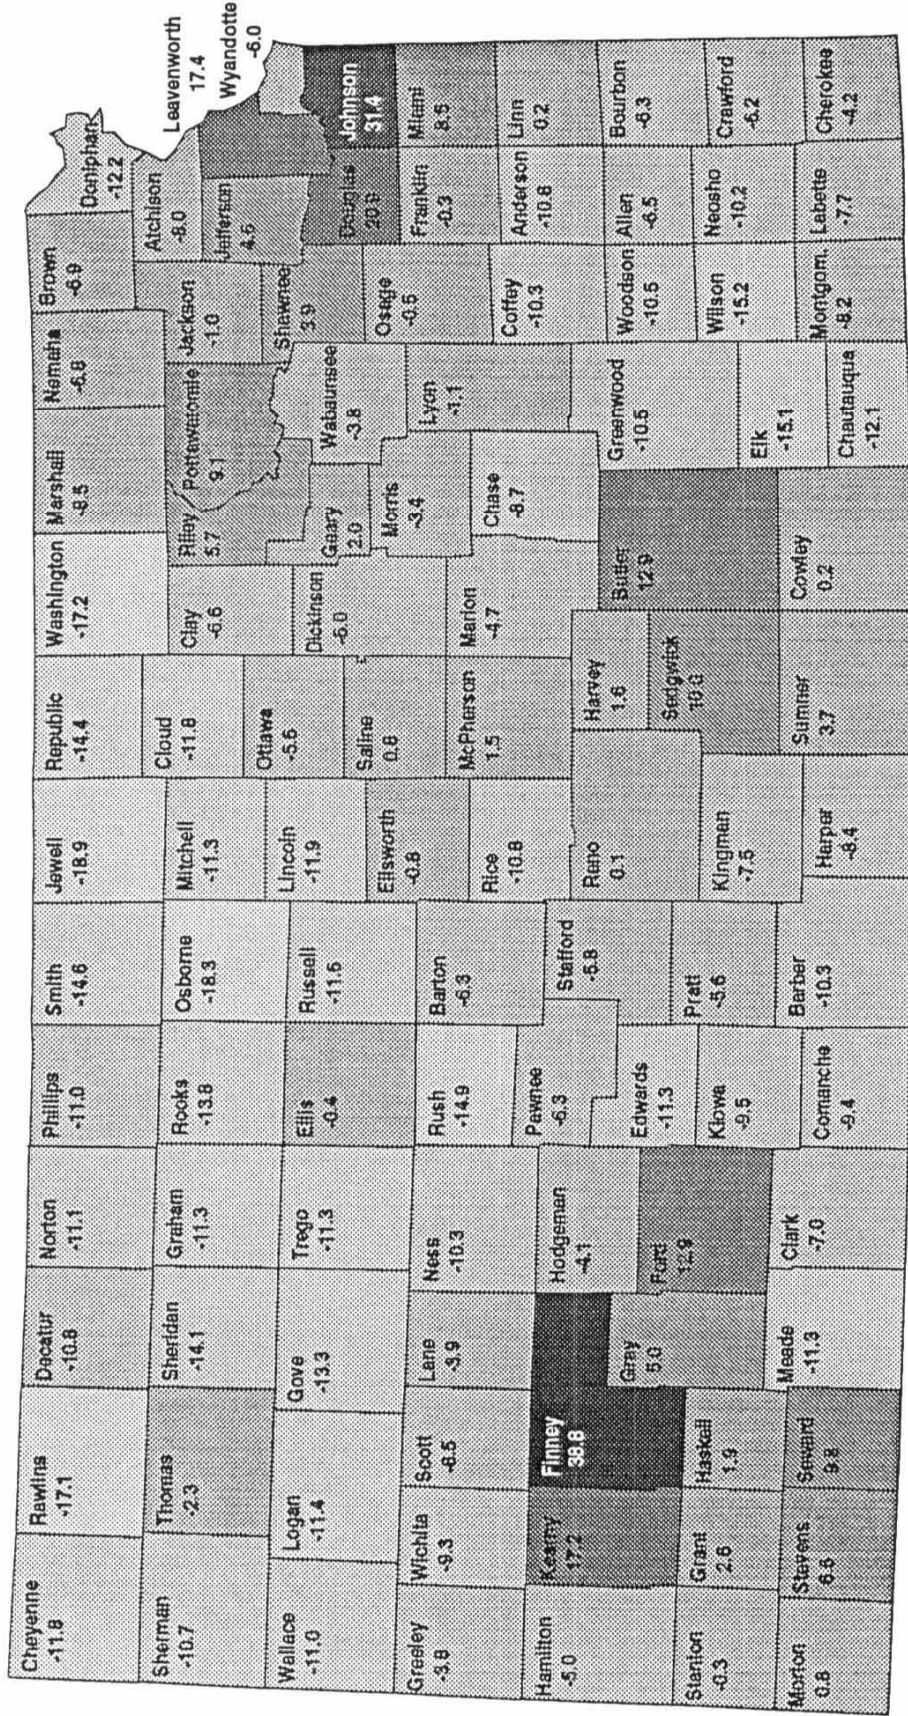 Cheyenne
-11.8
Rawlins
-17.1
Decatur
-10.8
Norton
-11.1
Phillips
-11.0
Smith
-14.6
Jewell
-18.9
Republic
-14.4
Washington
-17.2
Marshall
-8.5
Nemaha
-6.8
Brown
-6.9
Doniphan
-12.2
Sherman
-10.7
Thomas
-2.3
Sheridan
-14.1
Graham
-11.3
Rooks
-13.8
Osborne
-18.3
Mitchell
-11.3
Cloud
-11.8
Clay
-6.6
Riley
5.7
Pottawatomie
9.1
Jackson
-1.0
Atchison
-8.0
Jefferson
4.6
Leavenworth
17.4
Wyandotte
-6.0
Wallace
-11.0
Logan
-11.4
Gove
-13.3
Trego
-11.3
Ellis
-0.4
Russell
-11.5
Lincoln
-11.9
Ottawa
-5.5
Dickinson
-6.0
Geary
2.0
Wabaunsee
-3.8
Shawnee
3.9
Douglas
20.9
Johnson
31.4
Greeley
-3.8
Wichita
-9.3
Scott
-8.5
Lane
-3.9
Ness
-10.3
Rush
-14.9
Barton
-6.3
Ellsworth
-0.8
Saline
0.8
Morris
-3.4
Lyon
-1.1
Osage
-0.5
Franklin
-0.3
Miami
8.5
Hamilton
-5.0
Kearny
17.2
Finney
38.8
Hodgeman
-4.1
Pawnee
-6.3
Stafford
-5.8
Rice
-10.8
McPherson
1.5
Marion
-4.7
Chase
-8.7
Coffey
-10.3
Anderson
-10.8
Linn
0.2
Gray
5.0
Ford
12.9
Edwards
-11.3
Reno
0.1
Harvey
1.6
Butler
12.9
Greenwood
-10.5
Woodson
-10.5
Allen
-6.5
Bourbon
-6.3
Stanton
-0.3
Grant
2.6
Haskell
1.9
Kiowa
-9.5
Pratt
-5.6
Kingman
-7.5
Sedgwick
10.0
Elk
-15.1
Wilson
-15.2
Neosho
-10.2
Crawford
-6.2
Morton
0.8
Stevens
6.5
Seward
9.8
Meade
-11.3
Clark
-7.0
Comanche
-9.4
Barber
-10.3
Harper
-8.4
Sumner
3.7
Cowley
0.2
Chautauqua
-12.1
Montgom.
-8.2
Labette
-7.7
Cherokee
-4.2